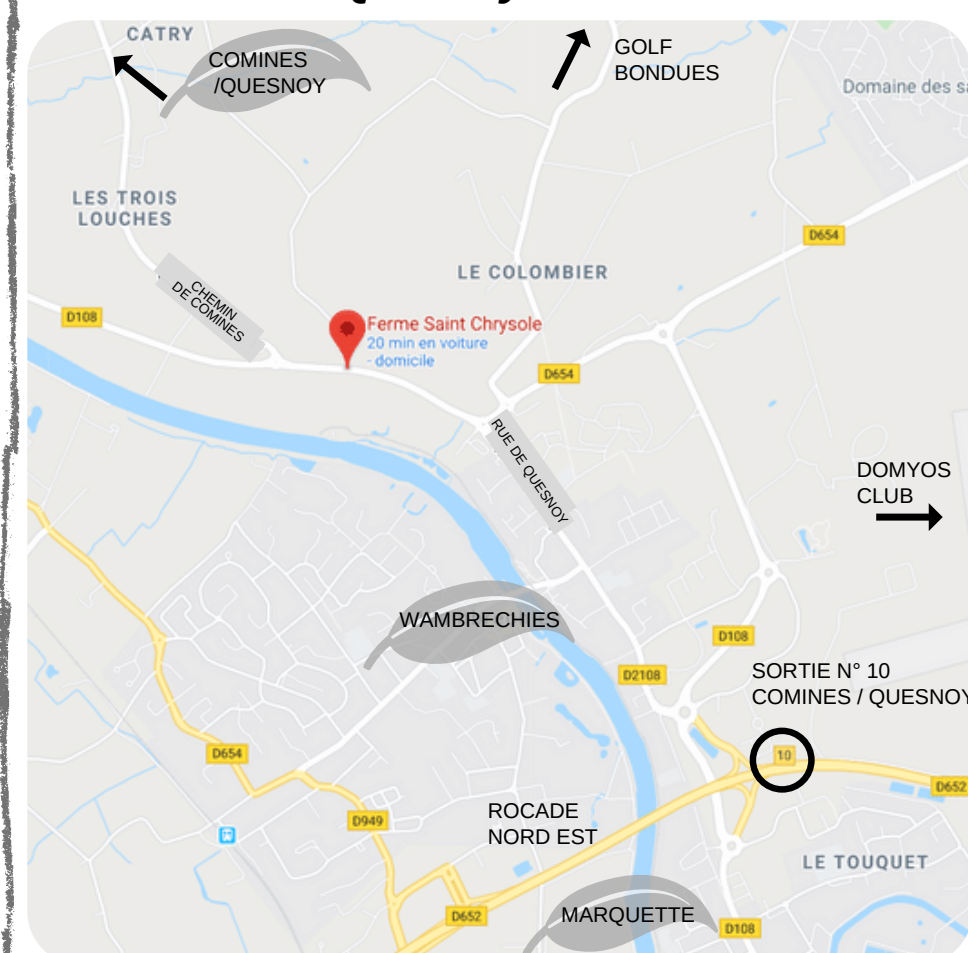 CATRY
COMINES
/QUESNOY
GOLF
BONDUES
Domaine des
LES TROIS
LOUCHES
D654
LE COLOMBIER
CHEMIN
DE COMINES
D108
Ferme Saint Chrysole
20 min en voiture
- domicile
D654
RUE DE QUESNOY
DOMYOS
CLUB
WAMBRECHIES
D108
D2108
SORTIE N° 10
COMINES / QUESNOY
10
D654
D652
ROCADE
NORD EST
D949
LE TOUQUET
D652
MARQUETTE
D108